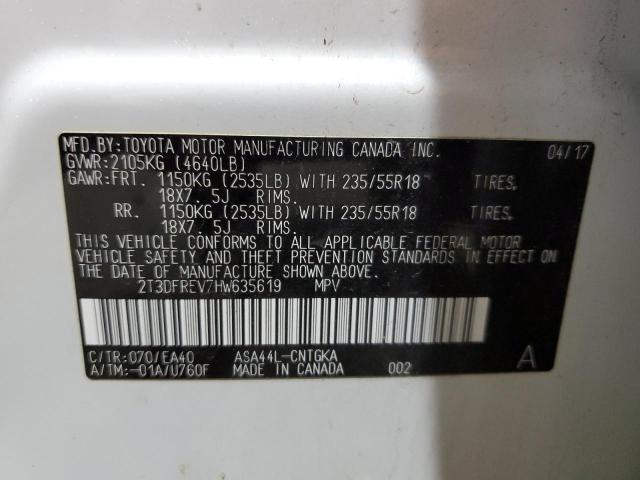 MFD.BY:TOYOTA MOTOR MANUFACTURING CANADA INC. 04/17
GVWR:2105KG (4640LB)
GAWR:FRT. 1150KG (2535LB) WITH 235/55R18 TIRES,
18X7.5J RIMS.
RR. 1150KG (2535LB) WITH 235/55R18 TIRES,
18X7.5J RIMS.
THIS VEHICLE CONFORMS TO ALL APPLICABLE FEDERAL MOTOR
VEHICLE SAFETY AND THEFT PREVENTION STANDARDS IN EFFECT ON
THE DATE OF MANUFACTURE SHOWN ABOVE.
2T3DFREV7HW635619 MPV
C/TR:070/EA40 ASA44L-CNTGKA A
A/TM:-01A/U760F MADE IN CANADA 002